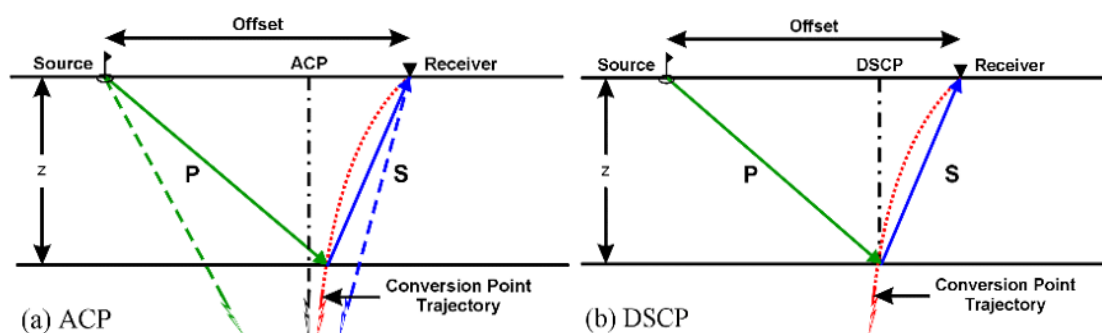 Offset
Source
ACP
Receiver
z
P
S
Conversion Point
Trajectory
(a) ACP
Offset
Source
DSCP
Receiver
z
P
S
Conversion Point
Trajectory
(b) DSCP